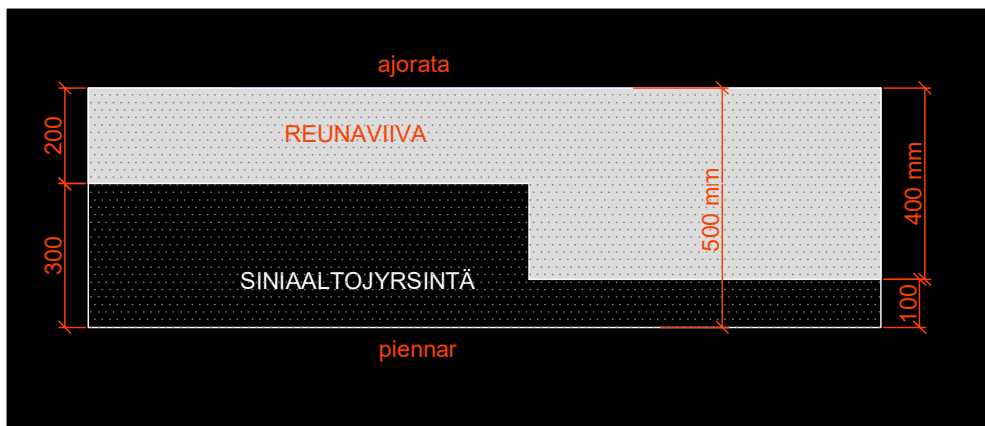 ajorata
200
REUNAVIIVA
400 mm
500 mm
300
SINIAALTOJYRSINTÄ
100
piennar